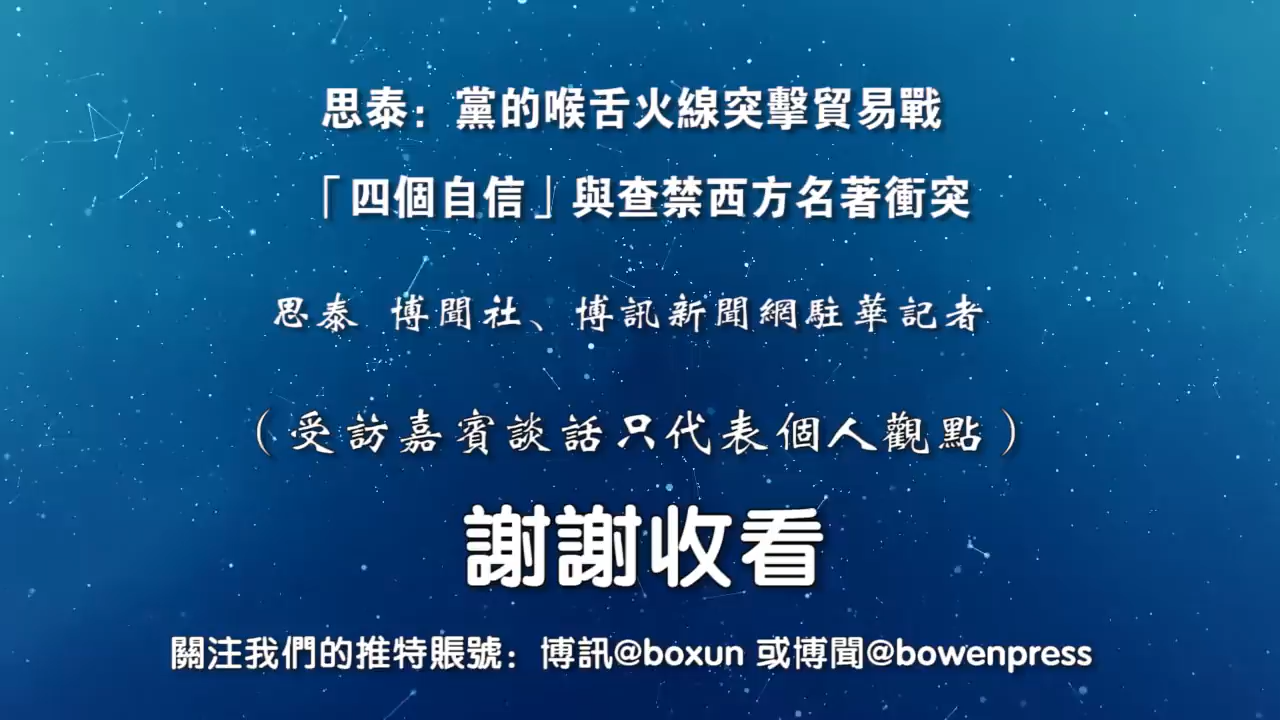 思泰：黨的喉舌火線突擊貿易戰
「四個自信」與查禁西方名著衝突
思泰 博聞社、博訊新聞網駐華記者
（受訪嘉賓談話只代表個人觀點）
謝謝收看
關注我們的推特賬號：博訊@boxun 或博聞@bowenpress